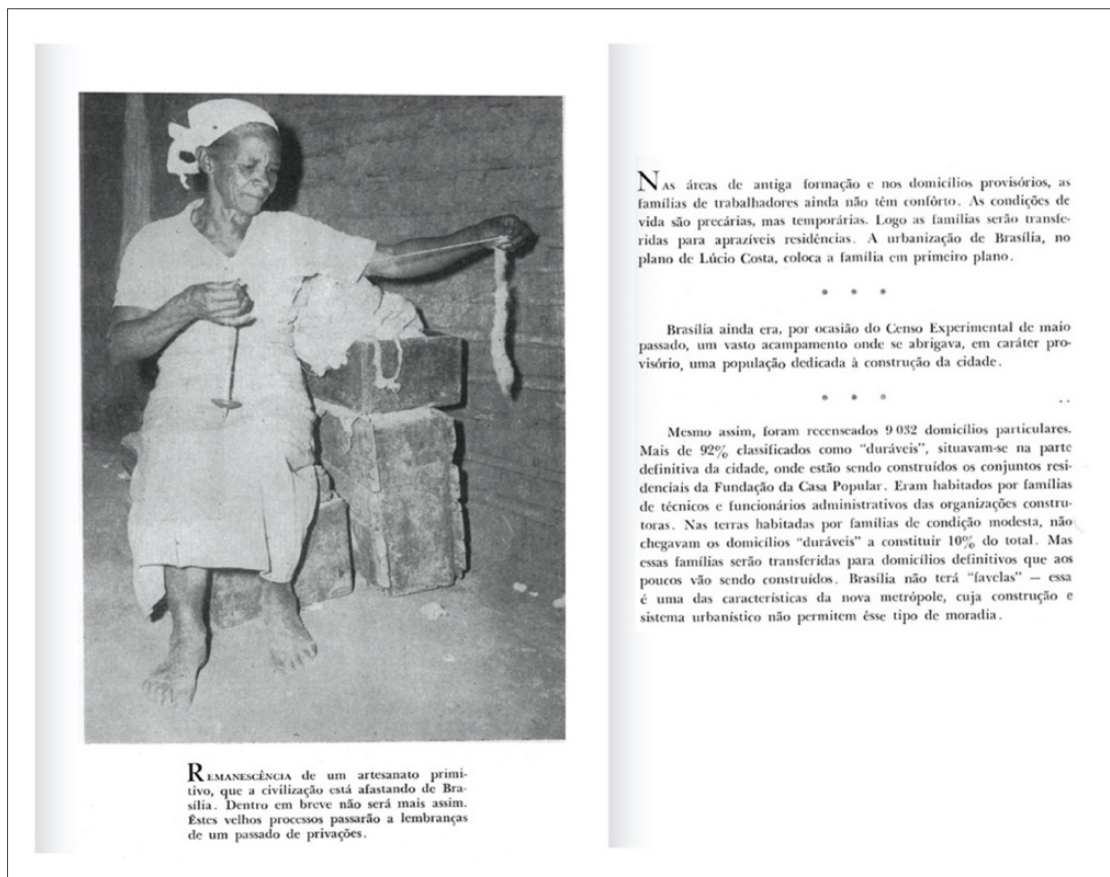 REMANESCÊNCIA de um artesanato primi-
tivo, que a civilização está afastando de Bra-
sília. Dentro em breve não será mais assim.
Êstes velhos processos passarão a lembranças
de um passado de privações.
NAS áreas de antiga formação e nos domicílios provisórios, as
famílias de trabalhadores ainda não têm confôrto. As condições de
vida são precárias, mas temporárias. Logo as famílias serão transfe-
ridas para aprazíveis residências. A urbanização de Brasília, no
plano de Lúcio Costa, coloca a família em primeiro plano.
* * *
Brasília ainda era, por ocasião do Censo Experimental de maio
passado, um vasto acampamento onde se abrigava, em caráter pro-
visório, uma população dedicada à construção da cidade.
* * *
Mesmo assim, foram recenseados 9 032 domicílios particulares.
Mais de 92% classificados como "duráveis", situavam-se na parte
definitiva da cidade, onde estão sendo construídos os conjuntos resi-
denciais da Fundação da Casa Popular. Eram habitados por famílias
de técnicos e funcionários administrativos das organizações constru-
toras. Nas terras habitadas por famílias de condição modesta, não
chegavam os domicílios "duráveis" a constituir 10% do total. Mas
essas famílias serão transferidas para domicílios definitivos que aos
poucos vão sendo construídos. Brasília não terá "favelas" — essa
é uma das características da nova metrópole, cuja construção e
sistema urbanístico não permitem êsse tipo de moradia.